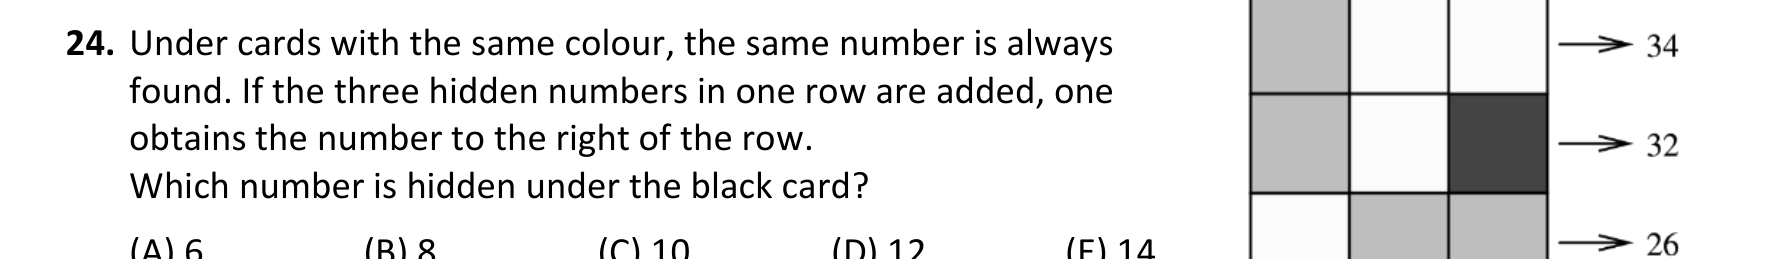 24. Under cards with the same colour, the same number is always
found. If the three hidden numbers in one row are added, one
obtains the number to the right of the row.
Which number is hidden under the black card?
(A) 6 (B) 8 (C) 10 (D) 12 (E) 14
34
32
26